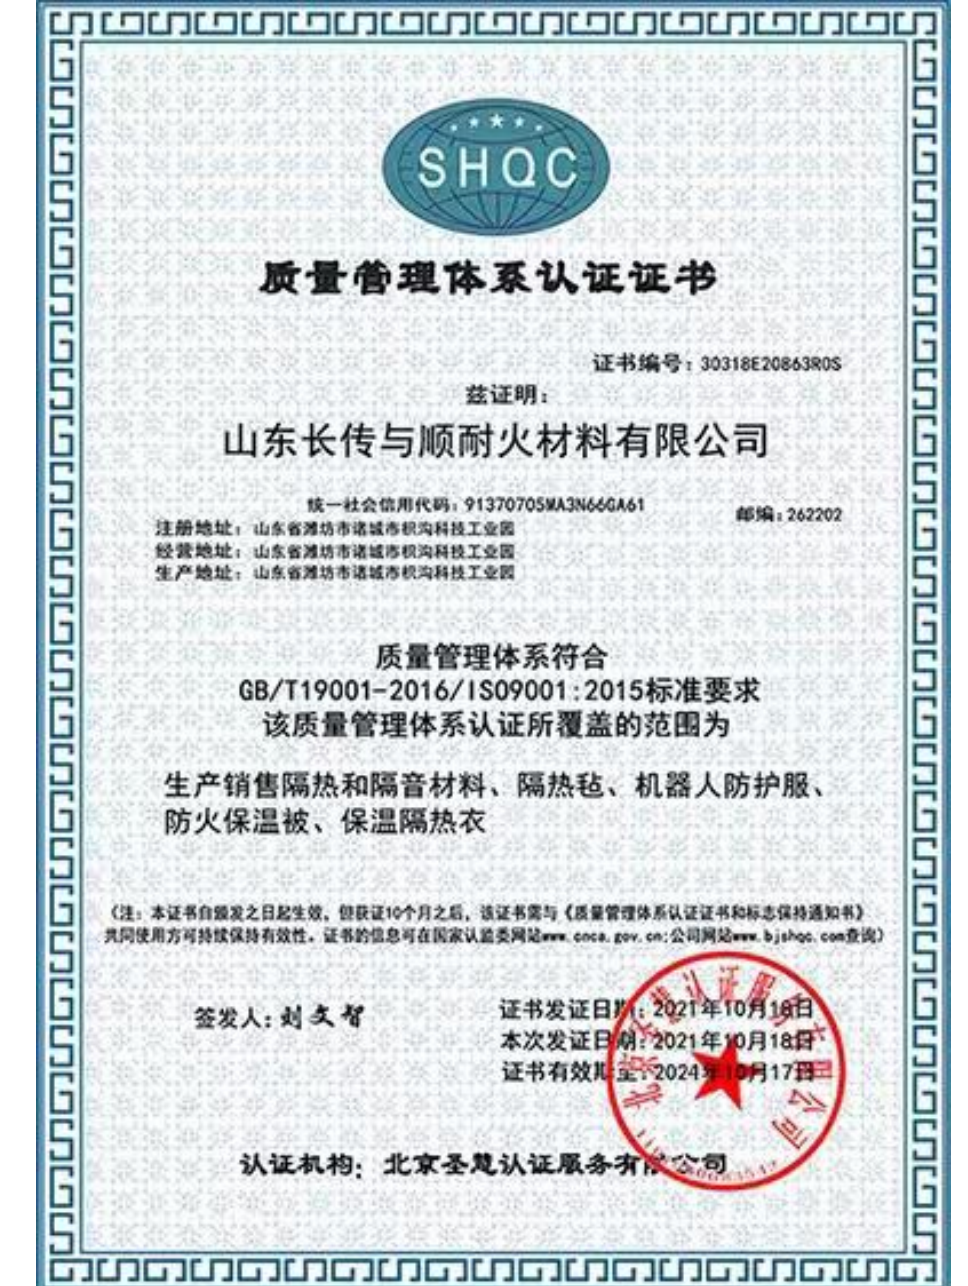 SHQC
质量管理体系认证证书
证书编号：30318E20863R0S
兹证明：
山东长传与顺耐火材料有限公司
统一社会信用代码：91370705MA3N66GA61
邮编：262202
注册地址：山东省潍坊市诸城市枳沟科技工业园
经营地址：山东省潍坊市诸城市枳沟科技工业园
生产地址：山东省潍坊市诸城市枳沟科技工业园
质量管理体系符合
GB/T19001-2016/ISO9001:2015标准要求
该质量管理体系认证所覆盖的范围为
生产销售隔热和隔音材料、隔热毡、机器人防护服、
防火保温被、保温隔热衣
（注：本证书自颁发之日起生效，但获证10个月之后，该证书需与《质量管理体系认证证书和标志保持通知书》
共同使用方可持续保持有效性。证书的信息可在国家认监委网站www.cnca.gov.cn;公司网站www.bjshqc.com查询）
签发人：刘文智
证书发证日期：2021年10月18日
本次发证日期：2021年10月18日
证书有效期至：2024年10月17日
北京圣慧认证服务有限公司
认证机构：北京圣慧认证服务有限公司